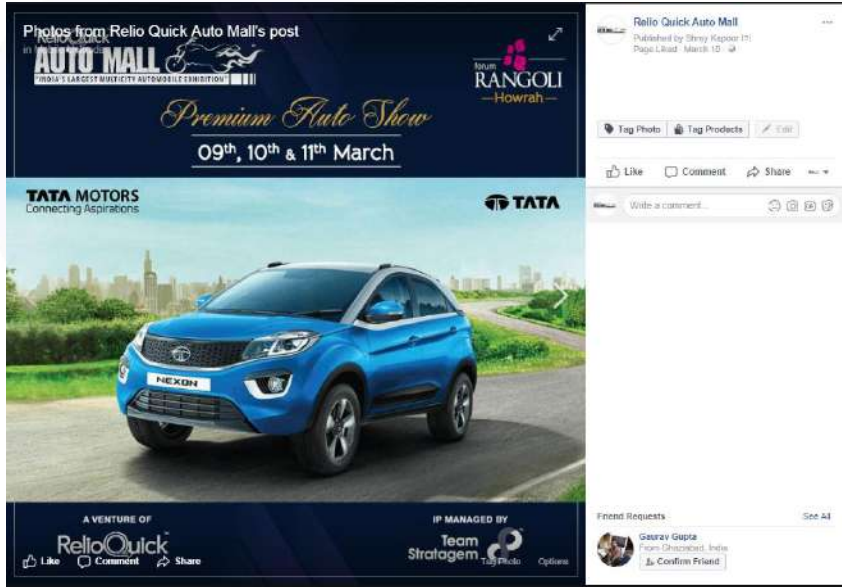 Photos from Relio Quick Auto Mall's post
RelioQuick
AUTO MALL
"INDIA'S LARGEST MULTICITY AUTOMOBILE EXHIBITION"
forum
RANGOLI
Howrah
Premium Auto Show
09th, 10th & 11th March
TATA MOTORS
Connecting Aspirations
TATA
NEXON
A VENTURE OF
RelioQuick
IP MANAGED BY
Team
Stratagem
Like Comment Share
Tag Photo Options
Relio Quick Auto Mall
Published by Shrey Kapoor
Page Liked · March 10
Tag Photo Tag Products Edit
Like Comment Share
Write a comment...
Friend Requests See All
Gaurav Gupta
From Ghaziabad, India
Confirm Friend